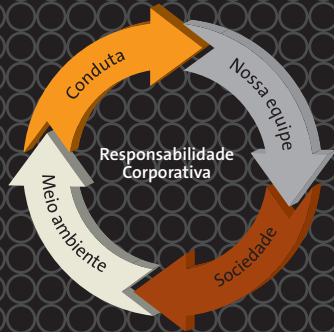 Conduta
Nossa equipe
Responsabilidade
Corporativa
Meio ambiente
Sociedade